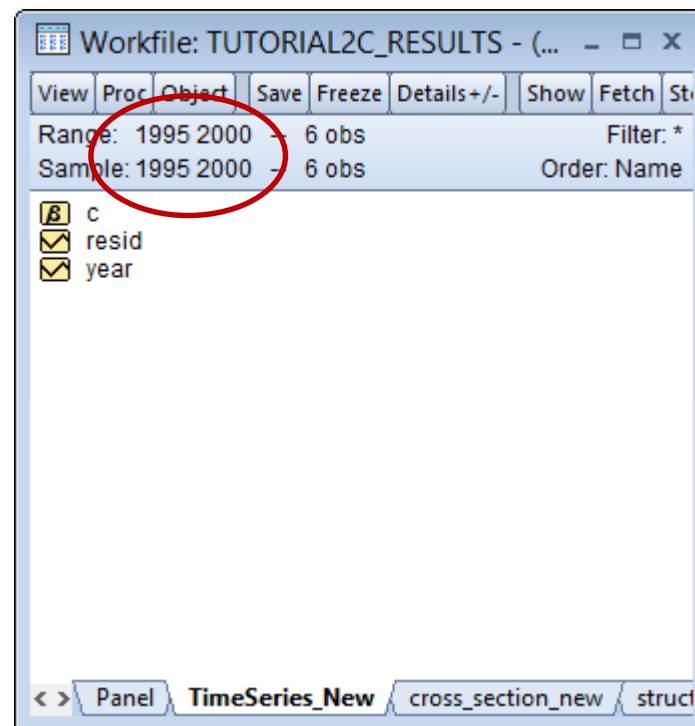 Workfile: TUTORIAL2C_RESULTS - (...
View Proc Object Save Freeze Details+/- Show Fetch
Range: 1995 2000 -- 6 obs Filter: *
Sample: 1995 2000 -- 6 obs Order: Name
β c
resid
year
< > Panel TimeSeries_New cross_section_new struct